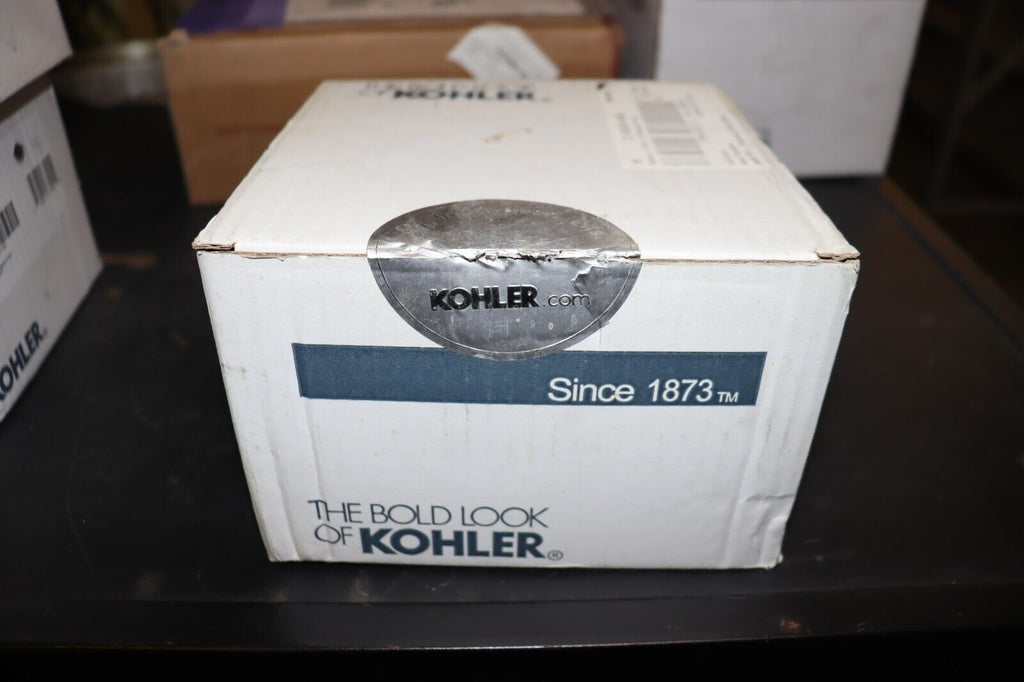 KOHLER®
KOHLER.com
Since 1873™
THE BOLD LOOK
OF KOHLER®
KOHLER®